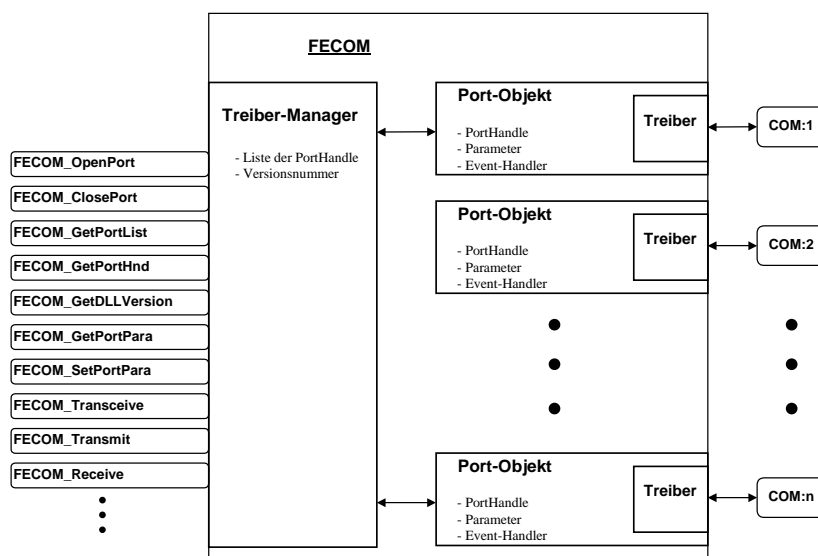 FECOM
Treiber-Manager
- Liste der PortHandle
- Versionsnummer
FECOM_OpenPort
FECOM_ClosePort
FECOM_GetPortList
FECOM_GetPortHnd
FECOM_GetDLLVersion
FECOM_GetPortPara
FECOM_SetPortPara
FECOM_Transceive
FECOM_Transmit
FECOM_Receive
Port-Objekt
- PortHandle
- Parameter
- Event-Handler
Treiber
COM:1
Port-Objekt
- PortHandle
- Parameter
- Event-Handler
Treiber
COM:2
Port-Objekt
- PortHandle
- Parameter
- Event-Handler
Treiber
COM:n